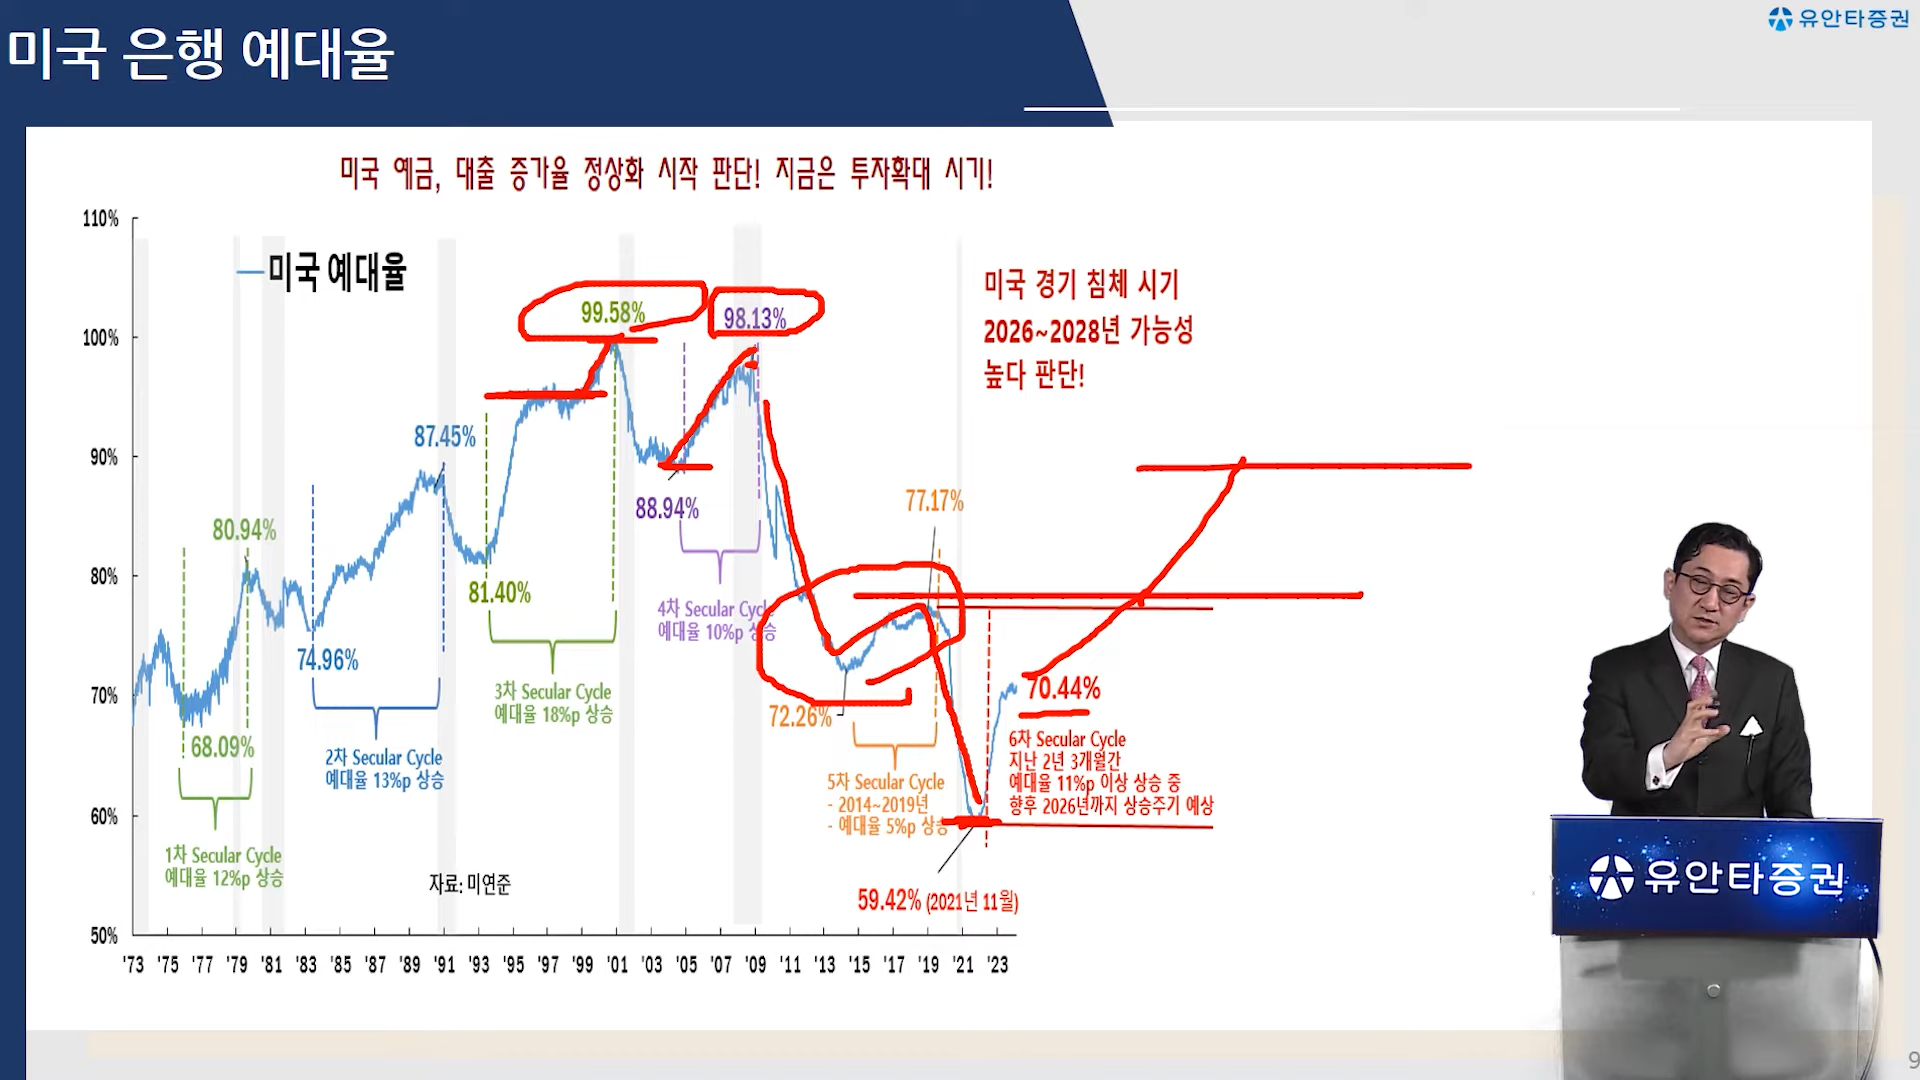 미국 은행 예대율
유안타증권
미국 예금, 대출 증가율 정상화 시작 판단! 지금은 투자확대 시기!
110%
100%
90%
80%
70%
60%
50%
미국 예대율
미국 경기 침체 시기
2026~2028년 가능성
높다 판단!
99.58%
98.13%
87.45%
80.94%
88.94%
77.17%
81.40%
74.96%
68.09%
72.26%
70.44%
59.42% (2021년 11월)
1차 Secular Cycle
예대율 12%p 상승
2차 Secular Cycle
예대율 13%p 상승
3차 Secular Cycle
예대율 18%p 상승
4차 Secular Cycle
예대율 10%p 상승
5차 Secular Cycle
- 2014~2019년
- 예대율 5%p 상승
6차 Secular Cycle
지난 2년 3개월간
예대율 11%p 이상 상승 중
향후 2026년까지 상승주기 예상
자료: 미연준
'73 '75 '77 '79 '81 '83 '85 '87 '89 '91 '93 '95 '97 '99 '01 '03 '05 '07 '09 '11 '13 '15 '17 '19 '21 '23
유안타증권
9